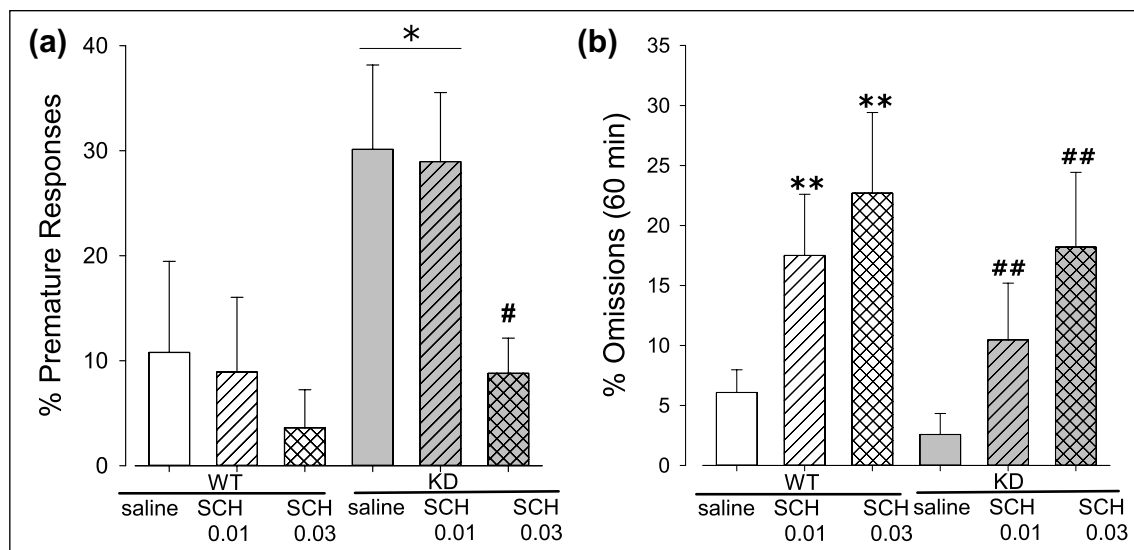 (a)
% Premature Responses
40
30
20
10
0
*
#
WT
KD
saline SCH SCH saline SCH SCH
0.01 0.03 0.01 0.03
(b)
% Omissions (60 min)
35
30
25
20
15
10
5
0
**
**
##
##
WT
KD
saline SCH SCH saline SCH SCH
0.01 0.03 0.01 0.03